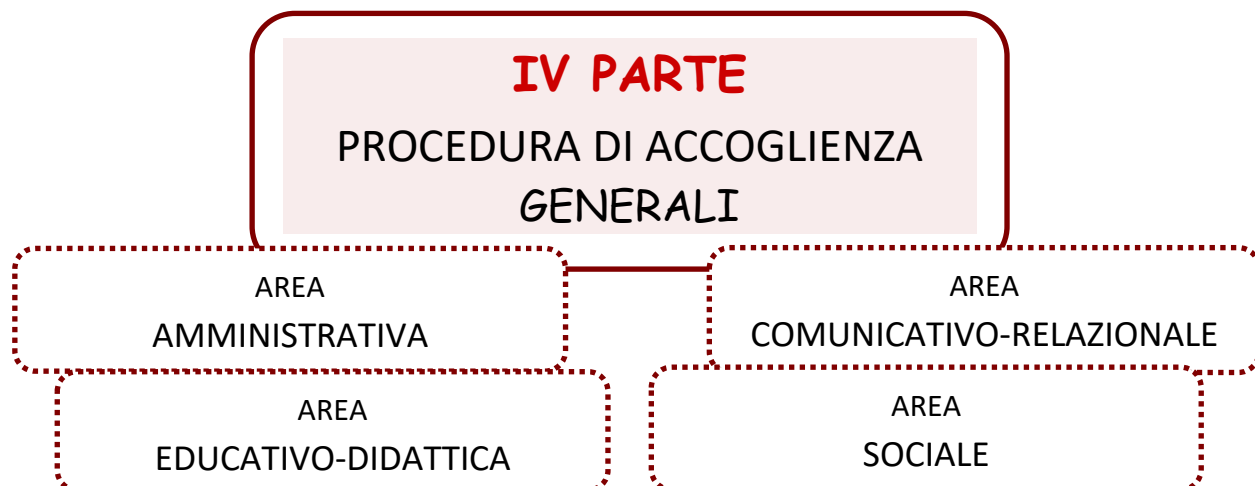 IV PARTE
PROCEDURA DI ACCOGLIENZA
GENERALI
AREA
AMMINISTRATIVA
AREA
COMUNICATIVO-RELAZIONALE
AREA
EDUCATIVO-DIDATTICA
AREA
SOCIALE